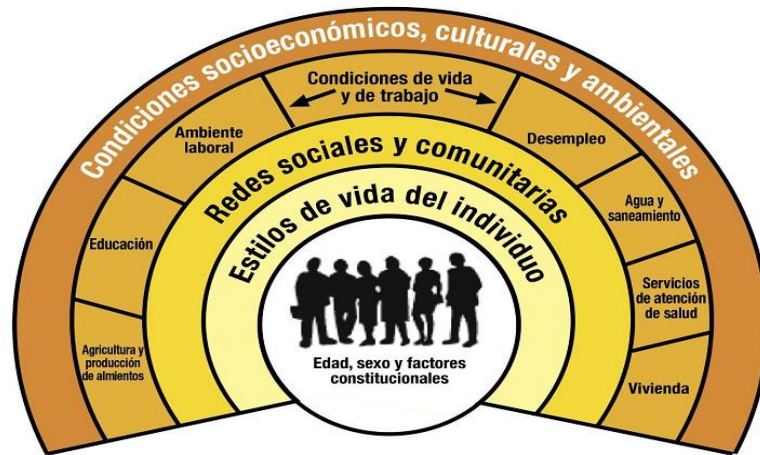 Condiciones socioeconómicos, culturales y ambientales
Condiciones de vida
y de trabajo
Ambiente
laboral
Desempleo
Redes sociales y comunitarias
Educación
Agua y
saneamiento
Estilos de vida del individuo
Servicios
de atención
de salud
Agricultura y
producción
de almientos
Edad, sexo y factores
constitucionales
Vivienda